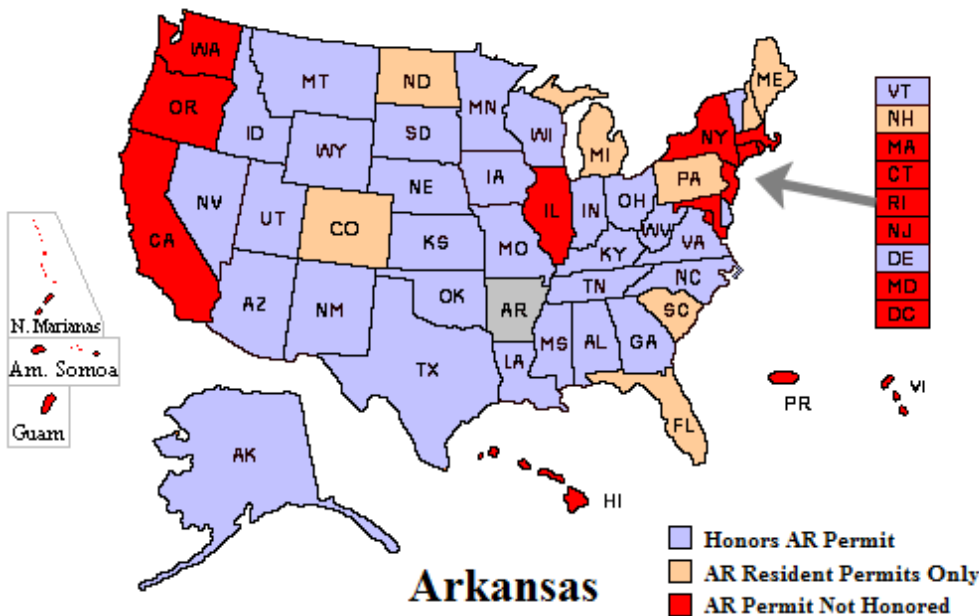 WA
MT
ND
MN
ME
OR
ID
SD
WI
MI
NY
WY
IA
PA
NV
NE
IL
IN
OH
UT
CO
KS
MO
WV
VA
CA
KY
AZ
NM
OK
AR
TN
NC
SC
TX
LA
MS
AL
GA
FL
AK
HI
PR
VI
VT
NH
MA
CT
RI
NJ
DE
MD
DC
N. Marianas
Am. Somoa
Guam
Honors AR Permit
AR Resident Permits Only
AR Permit Not Honored
Arkansas